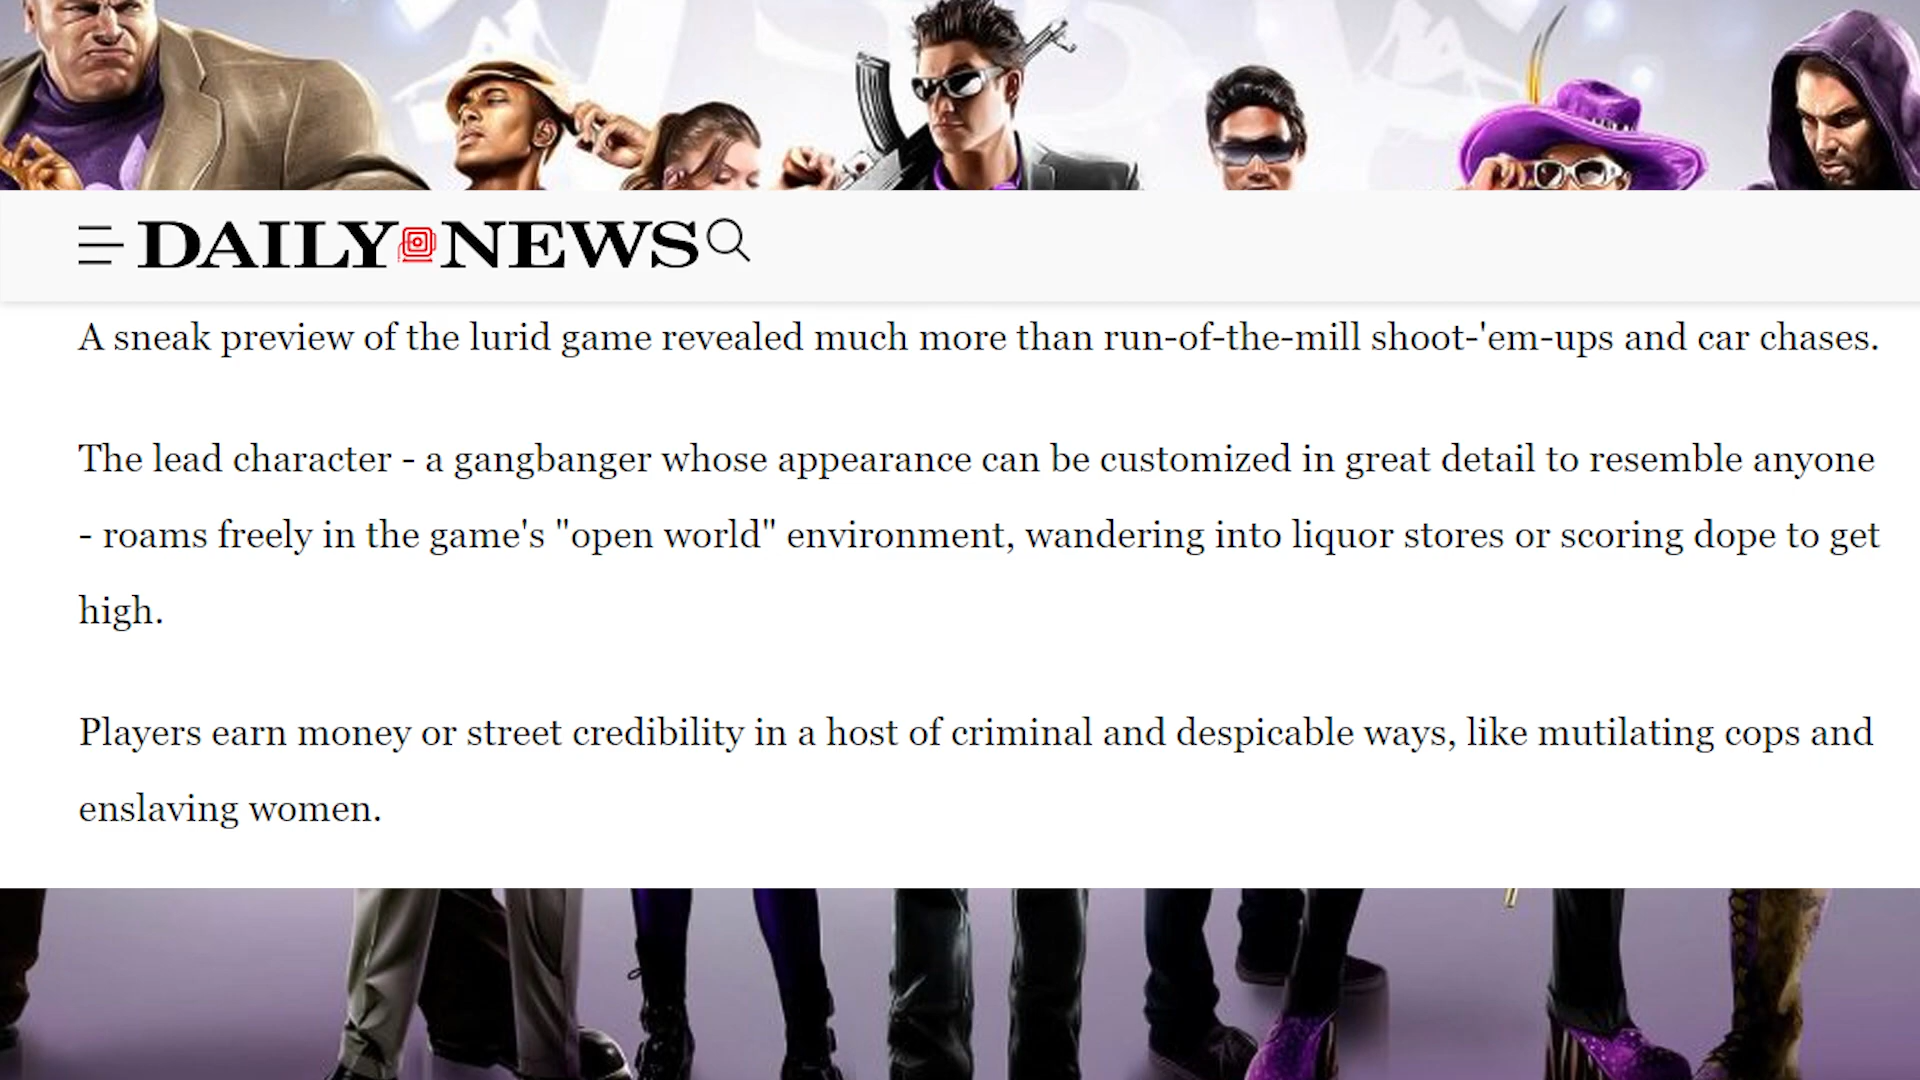 DAILY NEWS
A sneak preview of the lurid game revealed much more than run-of-the-mill shoot-'em-ups and car chases.
The lead character - a gangbanger whose appearance can be customized in great detail to resemble anyone
- roams freely in the game's "open world" environment, wandering into liquor stores or scoring dope to get
high.
Players earn money or street credibility in a host of criminal and despicable ways, like mutilating cops and
enslaving women.